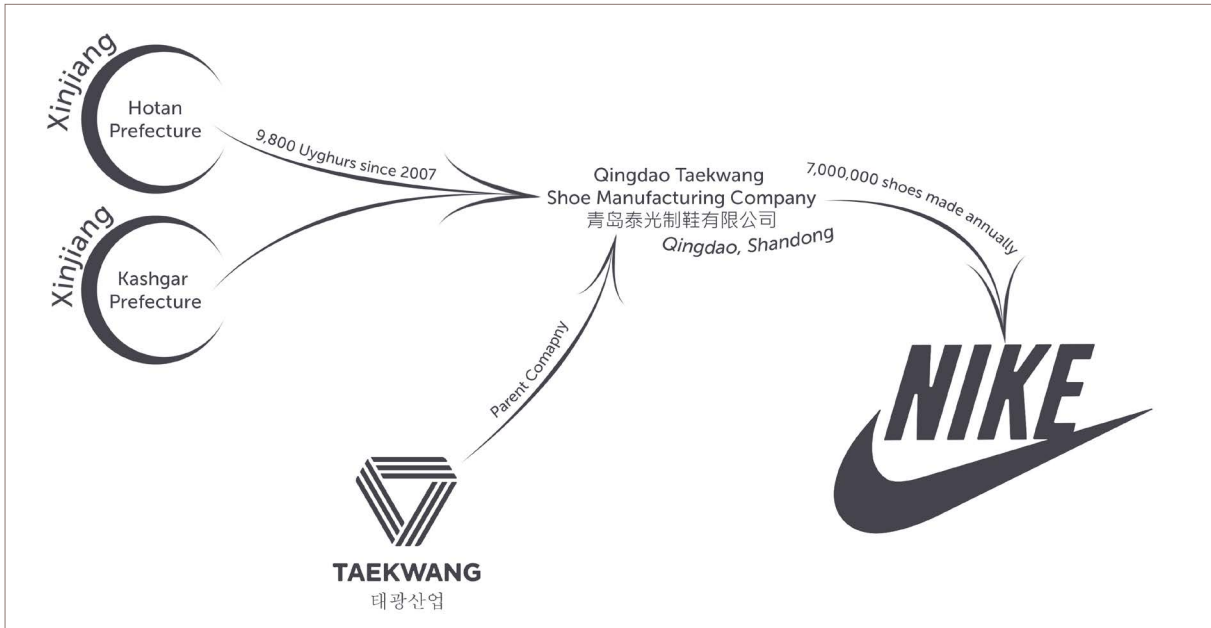 Xinjiang
Hotan
Prefecture
9,800 Uyghurs since 2007
Xinjiang
Kashgar
Prefecture
Qingdao Taekwang
Shoe Manufacturing Company
青岛泰光制鞋有限公司
Qingdao, Shandong
7,000,000 shoes made annually
Parent Comapny
NIKE
TAEKWANG
태광산업